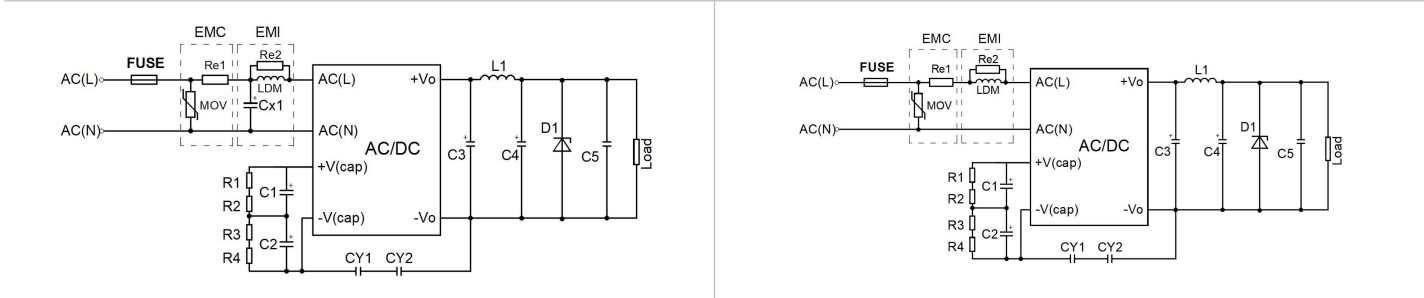 EMC EMI
FUSE Re1 Re2 L1
AC(L) LDM AC(L) +Vo
MOV Cx1
AC(N) AC(N) D1
AC/DC C3 C4 C5 Load
+V(cap)
R1 C1
R2
-V(cap) -Vo
R3 C2
R4 CY1 CY2
EMC EMI
FUSE Re1 Re2 L1
AC(L) LDM AC(L) +Vo
MOV
AC(N) AC(N) D1
AC/DC C3 C4 C5 Load
+V(cap)
R1 C1
R2
-V(cap) -Vo
R3 C2
R4 CY1 CY2